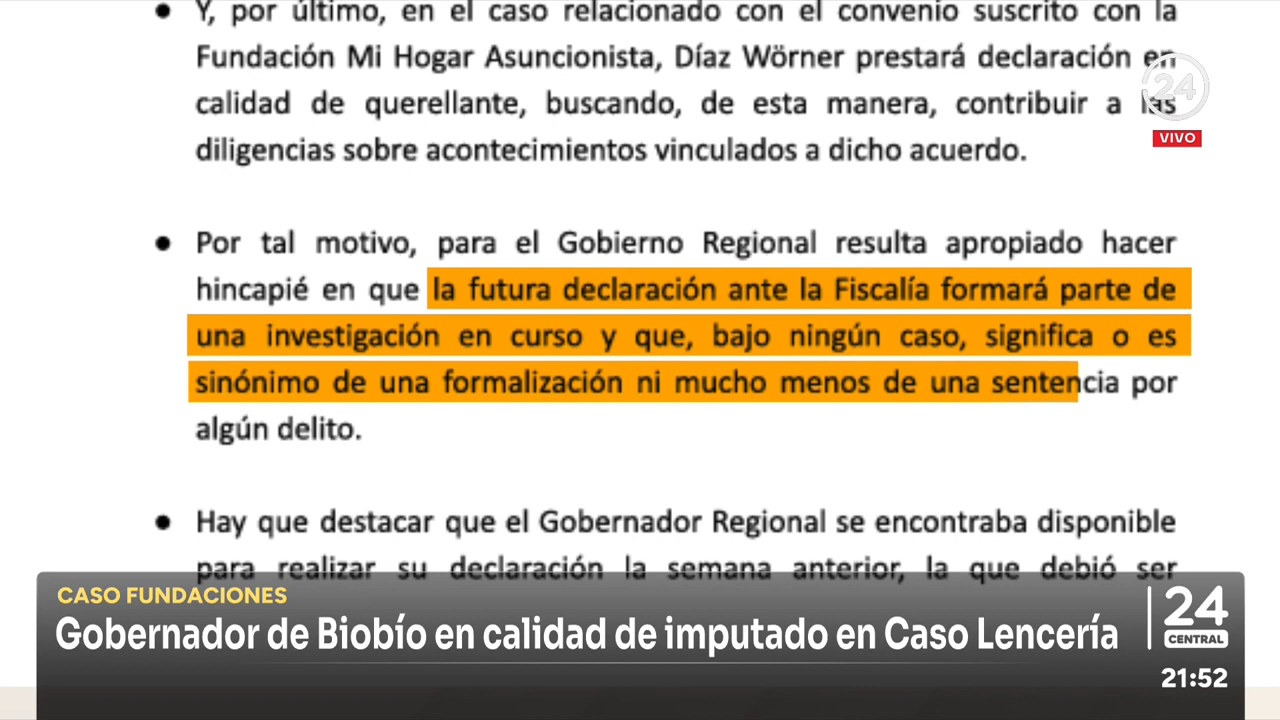 Y, por último, en el caso relacionado con el convenio suscrito con la
Fundación Mi Hogar Asuncionista, Díaz Wörner prestará declaración en
calidad de querellante, buscando, de esta manera, contribuir a las
diligencias sobre acontecimientos vinculados a dicho acuerdo.
24
VIVO
Por tal motivo, para el Gobierno Regional resulta apropiado hacer
hincapié en que la futura declaración ante la Fiscalía formará parte de
una investigación en curso y que, bajo ningún caso, significa o es
sinónimo de una formalización ni mucho menos de una sentencia por
algún delito.
Hay que destacar que el Gobernador Regional se encontraba disponible
para realizar su declaración la semana anterior, la que debió ser
CASO FUNDACIONES
Gobernador de Biobío en calidad de imputado en Caso Lencería
24
CENTRAL
21:52